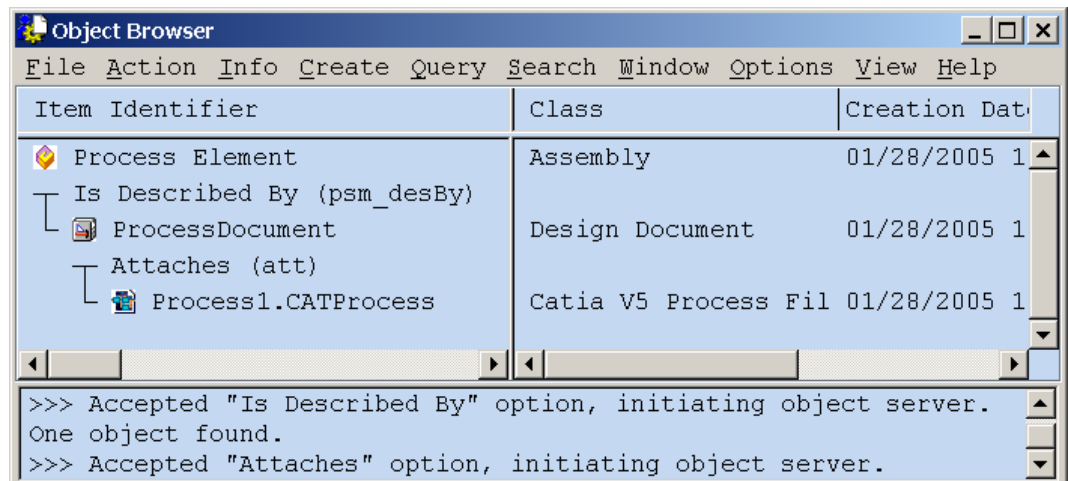 Object Browser
File Action Info Create Query Search Window Options View Help
Item Identifier Class Creation Dat
Process Element Assembly 01/28/2005 1
Is Described By (psm_desBy)
ProcessDocument Design Document 01/28/2005 1
Attaches (att)
Process1.CATProcess Catia V5 Process Fil 01/28/2005 1
>>> Accepted "Is Described By" option, initiating object server.
One object found.
>>> Accepted "Attaches" option, initiating object server.